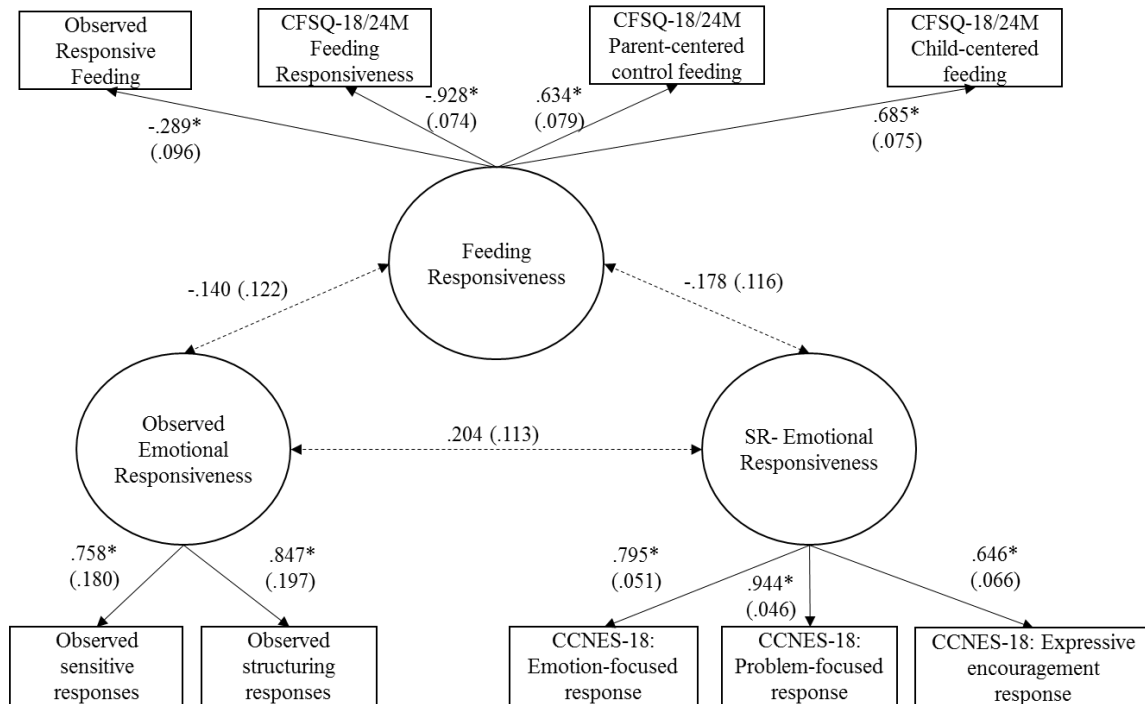 Observed
Responsive
Feeding
CFSQ-18/24M
Feeding
Responsiveness
CFSQ-18/24M
Parent-centered
control feeding
CFSQ-18/24M
Child-centered
feeding
-.289*
(.096)
-.928*
(.074)
.634*
(.079)
.685*
(.075)
Feeding
Responsiveness
-.140 (.122)
-.178 (.116)
Observed
Emotional
Responsiveness
.204 (.113)
SR- Emotional
Responsiveness
.758*
(.180)
.847*
(.197)
.795*
(.051)
.944*
(.046)
.646*
(.066)
Observed
sensitive
responses
Observed
structuring
responses
CCNES-18:
Emotion-focused
response
CCNES-18:
Problem-focused
response
CCNES-18: Expressive
encouragement
response